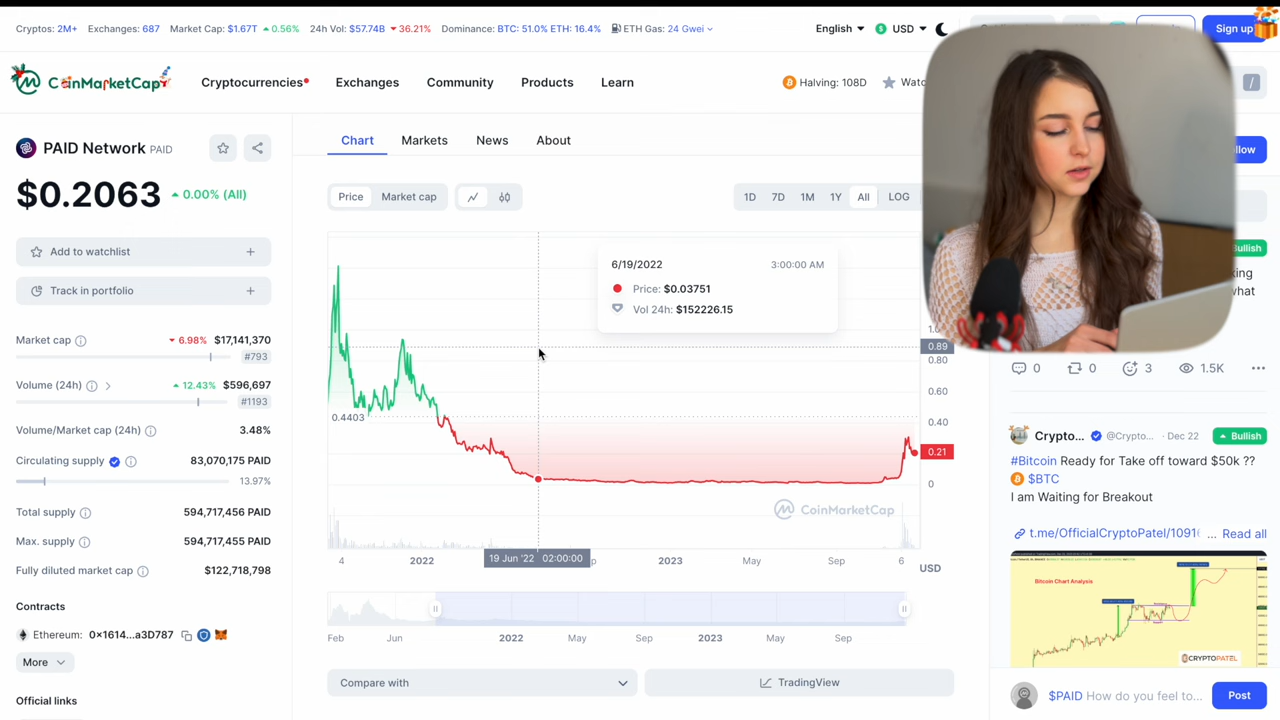 Cryptos: 2M+ Exchanges: 687 Market Cap: $1.67T 0.56% 24h Vol: $57.74B 36.21% Dominance: BTC: 51.0% ETH: 16.4% ETH Gas: 24 Gwei English USD Sign up
CoinMarketCap Cryptocurrencies Exchanges Community Products Learn Halving: 108D /
PAID Network PAID
$0.2063 0.00% (All)
Add to watchlist +
Track in portfolio +
Market cap 6.98% $17,141,370
#793
Volume (24h) 12.43% $596,697
#1193
Volume/Market cap (24h) 3.48%
Circulating supply 83,070,175 PAID
13.97%
Total supply 594,717,456 PAID
Max. supply 594,717,455 PAID
Fully diluted market cap $122,718,798
Contracts
Ethereum: 0x1614...a3D787
More
Official links
Chart Markets News About
Price Market cap 1D 7D 1M 1Y All LOG
6/19/2022 3:00:00 AM
Price: $0.03751
Vol 24h: $152226.15
0.89
0.80
0.60
0.4403
0.40
0.21
0
CoinMarketCap
4 2022 19 Jun '22 02:00:00 2023 May Sep 6
USD
Feb Jun 2022 May Sep 2023 May Sep
Compare with TradingView
0 0 3 1.5K ...
Crypto... @Crypto... · Dec 22 Bullish
#Bitcoin Ready for Take off toward $50k ??
$BTC
I am Waiting for Breakout
... Read all
Bitcoin Chart Analysis
CRYPTOPATEL
$PAID How do you feel to... Post